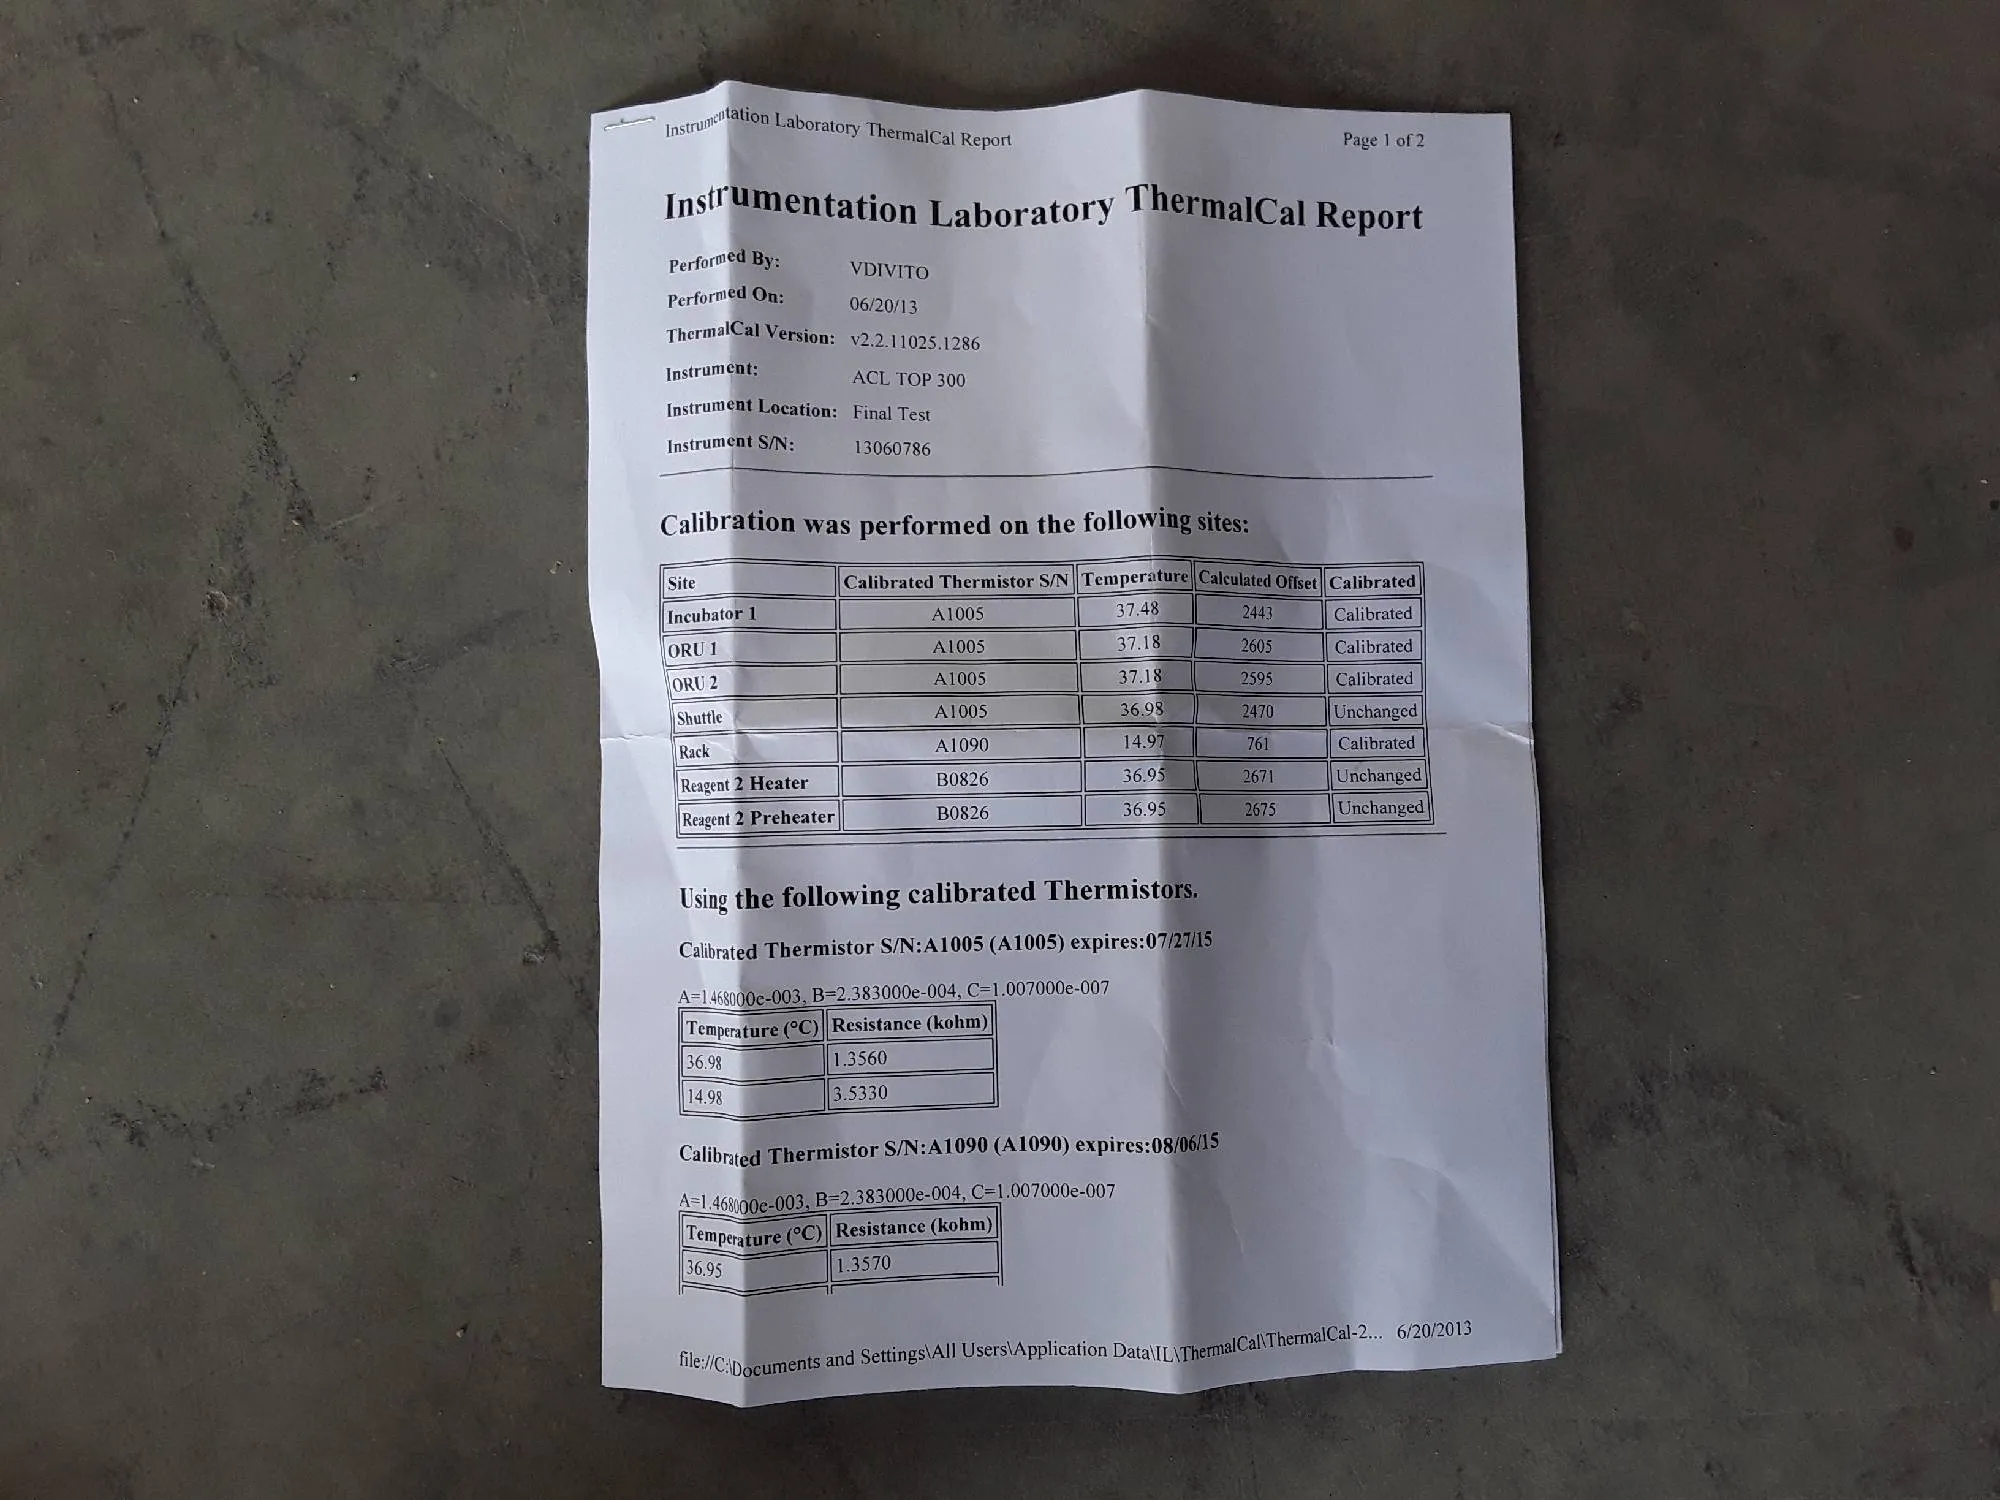 Instrumentation Laboratory ThermalCal Report Page 1 of 2
Instrumentation Laboratory ThermalCal Report
Performed By: VDIVITO
Performed On: 06/20/13
ThermalCal Version: v2.2.11025.1286
Instrument: ACL TOP 300
Instrument Location: Final Test
Instrument S/N: 13060786
Calibration was performed on the following sites:
Site Calibrated Thermistor S/N Temperature Calculated Offset Calibrated
Incubator 1 A1005 37.48 2443 Calibrated
ORU 1 A1005 37.18 2605 Calibrated
ORU 2 A1005 37.18 2595 Calibrated
Shuttle A1005 36.98 2470 Unchanged
Rack A1090 14.97 761 Calibrated
Reagent 2 Heater B0826 36.95 2671 Unchanged
Reagent 2 Preheater B0826 36.95 2675 Unchanged
Using the following calibrated Thermistors.
Calibrated Thermistor S/N:A1005 (A1005) expires:07/27/15
A=1.468000e-003, B=2.383000e-004, C=1.007000e-007
Temperature (°C) Resistance (kohm)
36.98 1.3560
14.98 3.5330
Calibrated Thermistor S/N:A1090 (A1090) expires:08/06/15
A=1.468000e-003, B=2.383000e-004, C=1.007000e-007
Temperature (°C) Resistance (kohm)
36.95 1.3570
file://C:\Documents and Settings\All Users\Application Data\IL\ThermalCal\ThermalCal-2... 6/20/2013